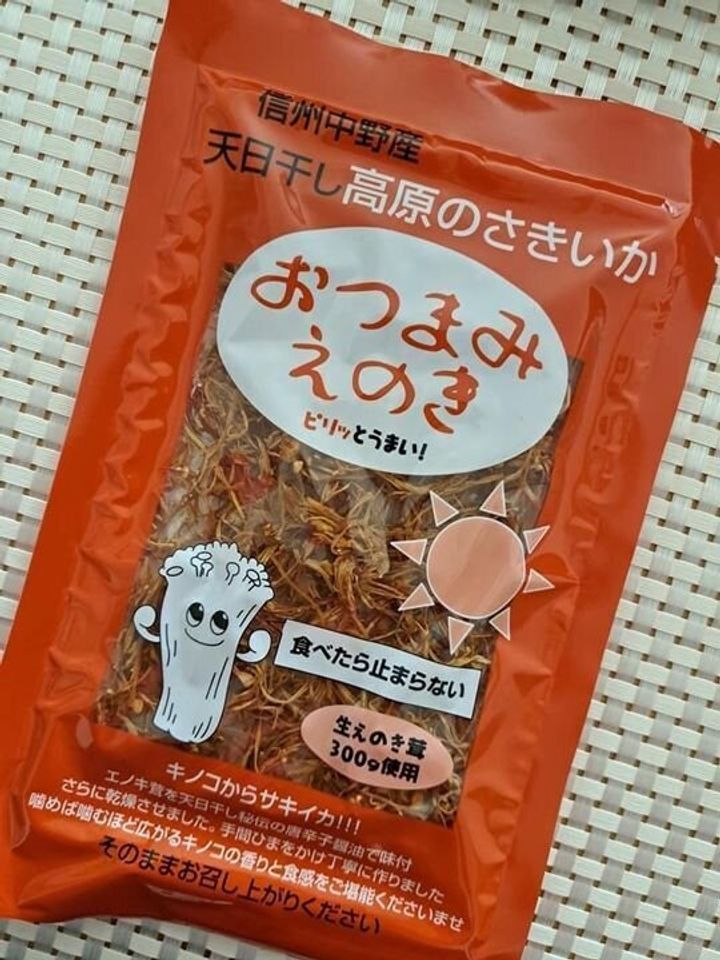 信州中野産
天日干し高原のさきいか
おつまみ
えのき
ピリッとうまい!
食べたら止まらない
生えのき茸
300g使用
キノコからサキイカ!!!
エノキ茸を天日干し秘伝の唐辛子醤油で味付
さらに乾燥させました。手間ひまをかけ丁寧に作りました
噛めば噛むほど広がるキノコの香りと食感をご堪能くださいませ
そのままお召し上がりください